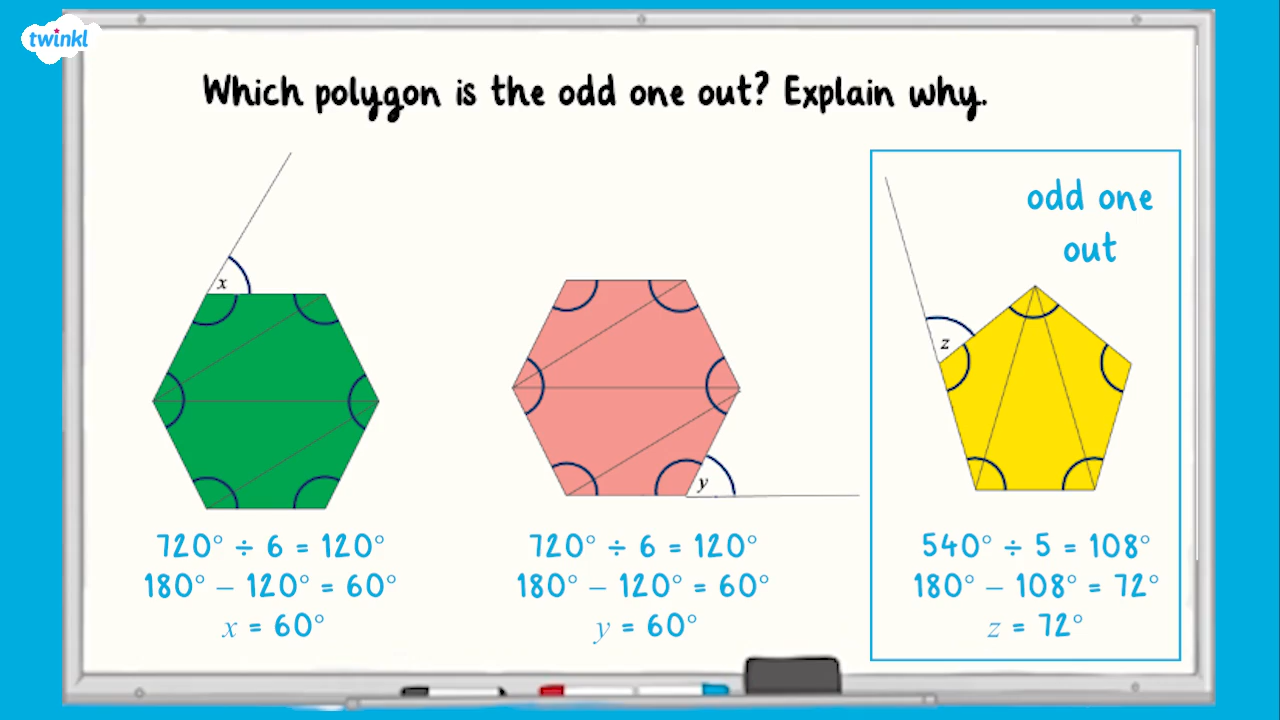 twinkl
Which polygon is the odd one out? Explain why.
x
720° ÷ 6 = 120°
180° – 120° = 60°
x = 60°
y
720° ÷ 6 = 120°
180° – 120° = 60°
y = 60°
odd one
out
z
540° ÷ 5 = 108°
180° – 108° = 72°
z = 72°